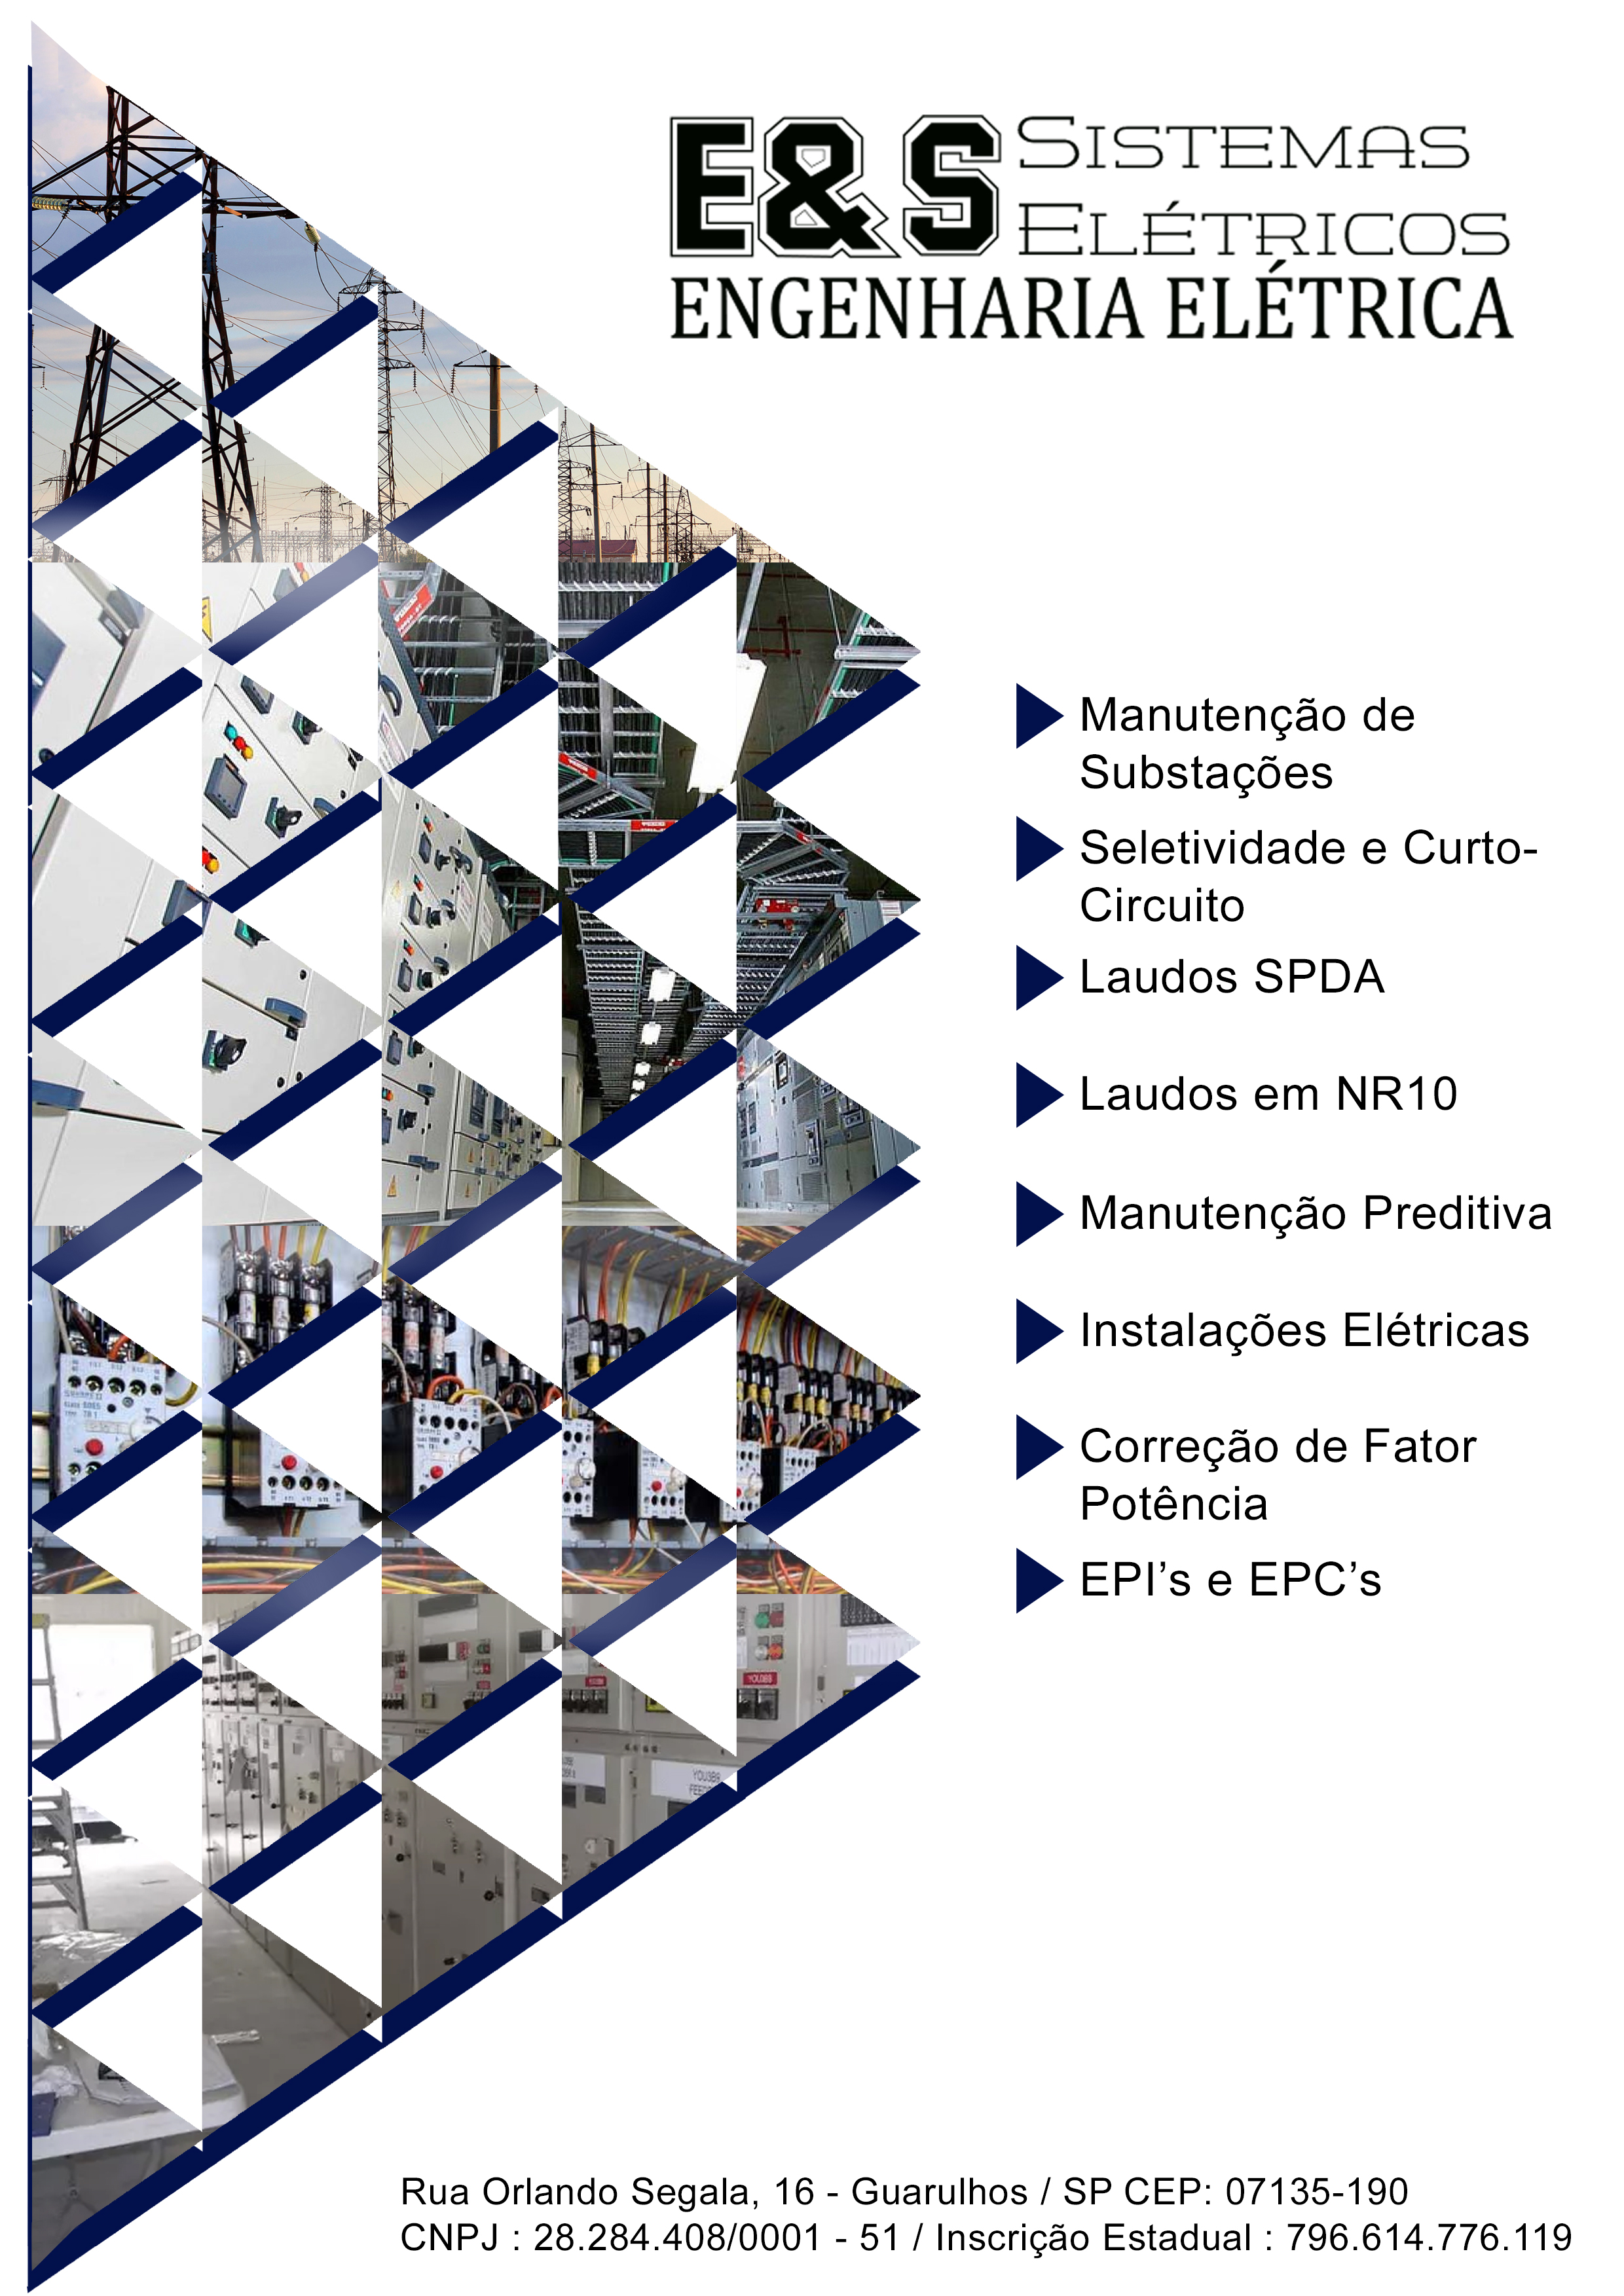 E&S SISTEMAS
ELÉTRICOS
ENGENHARIA ELÉTRICA
Manutenção de
Substações
Seletividade e Curto-
Circuito
Laudos SPDA
Laudos em NR10
Manutenção Preditiva
Instalações Elétricas
Correção de Fator
Potência
EPI’s e EPC’s
Rua Orlando Segala, 16 - Guarulhos / SP CEP: 07135-190
CNPJ : 28.284.408/0001 - 51 / Inscrição Estadual : 796.614.776.119